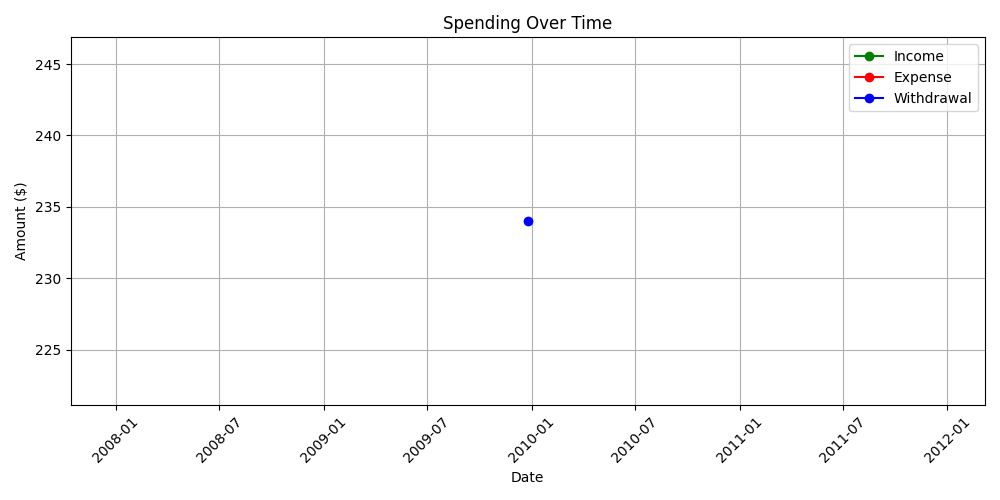 Spending Over Time
Income
Expense
Withdrawal
Amount ($)
245
240
235
230
225
2008-01
2008-07
2009-01
2009-07
2010-01
2010-07
2011-01
2011-07
2012-01
Date